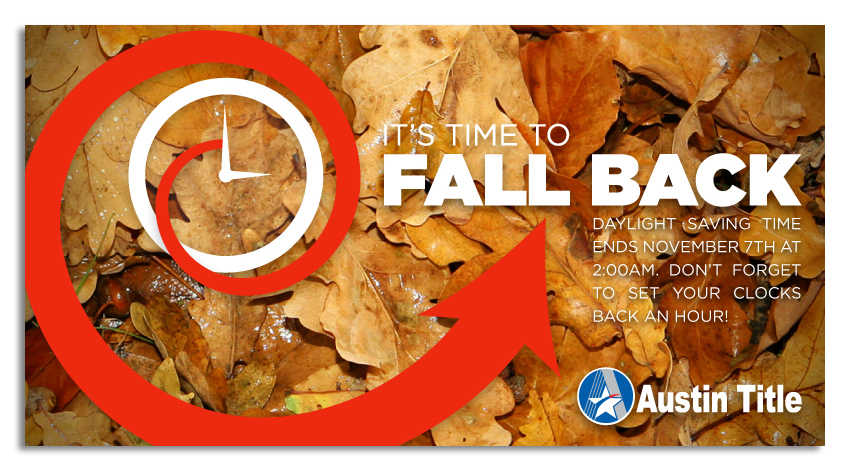 IT'S TIME TO
FALL BACK
DAYLIGHT SAVING TIME
ENDS NOVEMBER 7TH AT
2:00AM. DON'T FORGET
TO SET YOUR CLOCKS
BACK AN HOUR!
Austin Title